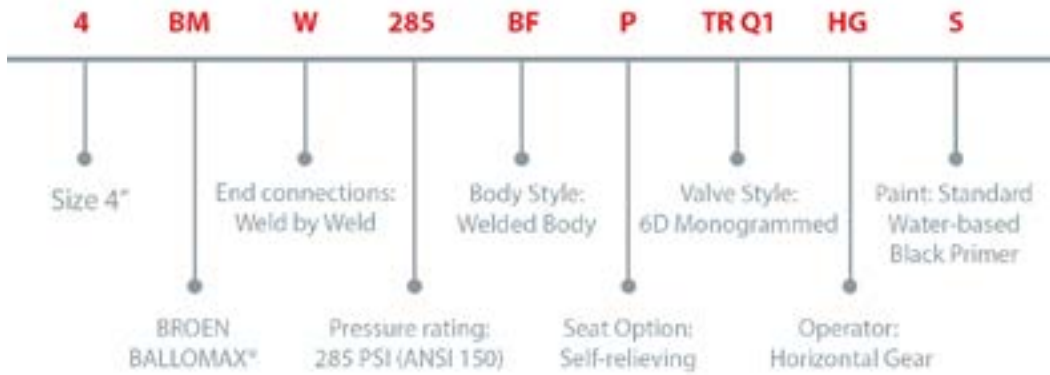 4 BM W 285 BF P TR Q1 HG S
Size 4"
End connections:
Weld by Weld
Body Style:
Welded Body
Valve Style:
6D Monogrammed
Paint: Standard
Water-based
Black Primer
BROEN
BALLOMAX®
Pressure rating:
285 PSI (ANSI 150)
Seat Option:
Self-relieving
Operator:
Horizontal Gear